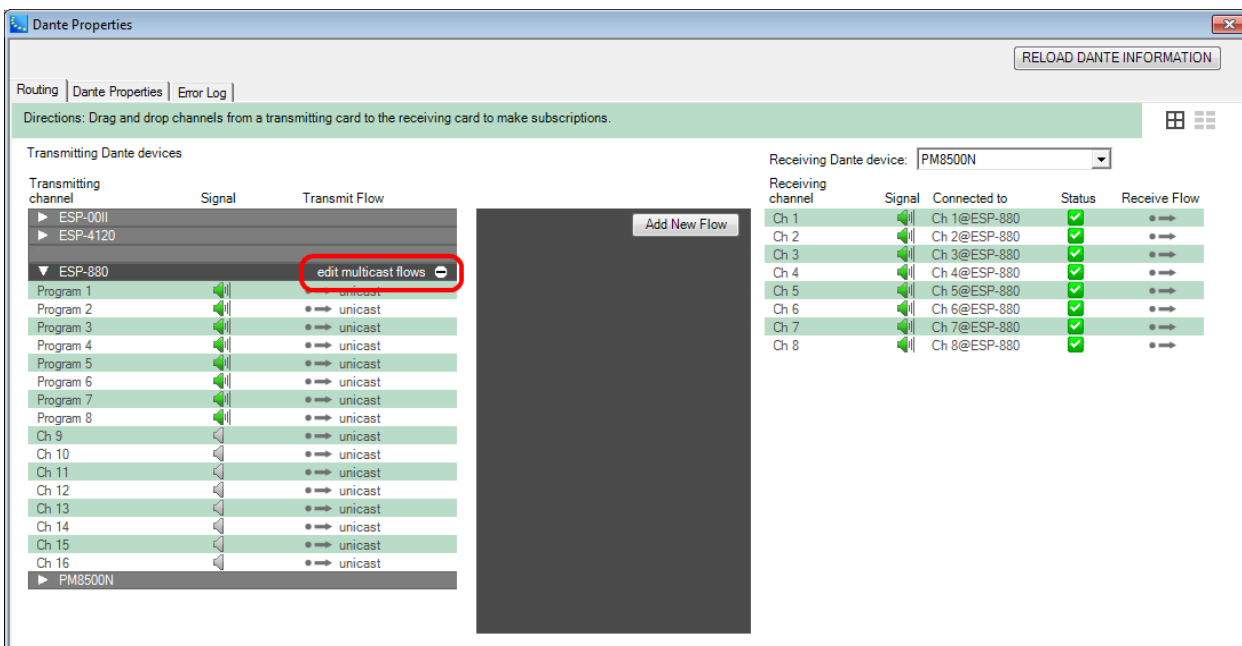 Dante Properties
RELOAD DANTE INFORMATION
Routing Dante Properties Error Log
Directions: Drag and drop channels from a transmitting card to the receiving card to make subscriptions.
Transmitting Dante devices
Transmitting channel Signal Transmit Flow
ESP-00II
ESP-4120
ESP-880 edit multicast flows
Program 1 unicast
Program 2 unicast
Program 3 unicast
Program 4 unicast
Program 5 unicast
Program 6 unicast
Program 7 unicast
Program 8 unicast
Ch 9 unicast
Ch 10 unicast
Ch 11 unicast
Ch 12 unicast
Ch 13 unicast
Ch 14 unicast
Ch 15 unicast
Ch 16 unicast
PM8500N
Add New Flow
Receiving Dante device: PM8500N
Receiving channel Signal Connected to Status Receive Flow
Ch 1 Ch 1@ESP-880
Ch 2 Ch 2@ESP-880
Ch 3 Ch 3@ESP-880
Ch 4 Ch 4@ESP-880
Ch 5 Ch 5@ESP-880
Ch 6 Ch 6@ESP-880
Ch 7 Ch 7@ESP-880
Ch 8 Ch 8@ESP-880